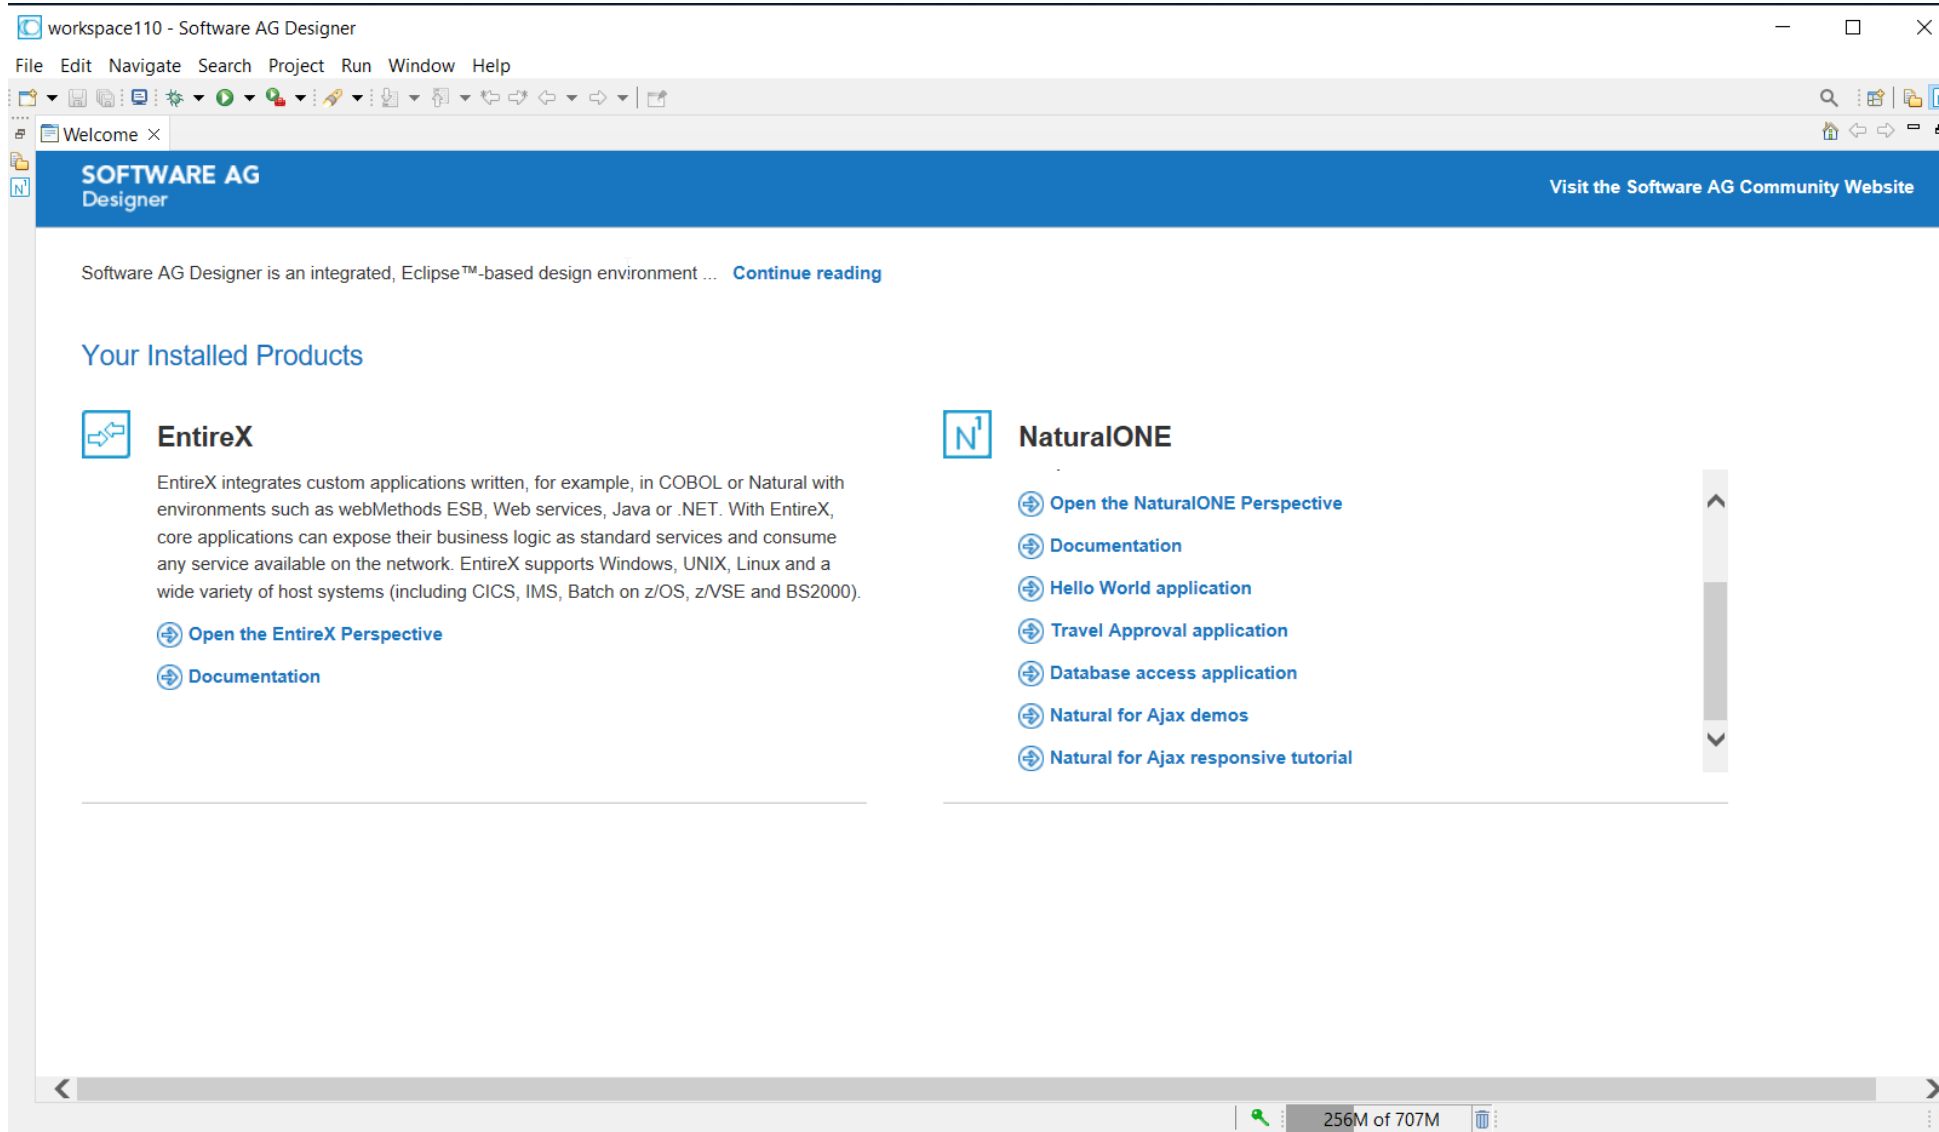 workspace110 - Software AG Designer
File Edit Navigate Search Project Run Window Help
Welcome
SOFTWARE AG
Designer
Visit the Software AG Community Website
Software AG Designer is an integrated, Eclipse™-based design environment ... Continue reading
Your Installed Products
EntireX
EntireX integrates custom applications written, for example, in COBOL or Natural with
environments such as webMethods ESB, Web services, Java or .NET. With EntireX,
core applications can expose their business logic as standard services and consume
any service available on the network. EntireX supports Windows, UNIX, Linux and a
wide variety of host systems (including CICS, IMS, Batch on z/OS, z/VSE and BS2000).
Open the EntireX Perspective
Documentation
N1 NaturalONE
Open the NaturalONE Perspective
Documentation
Hello World application
Travel Approval application
Database access application
Natural for Ajax demos
Natural for Ajax responsive tutorial
256M of 707M